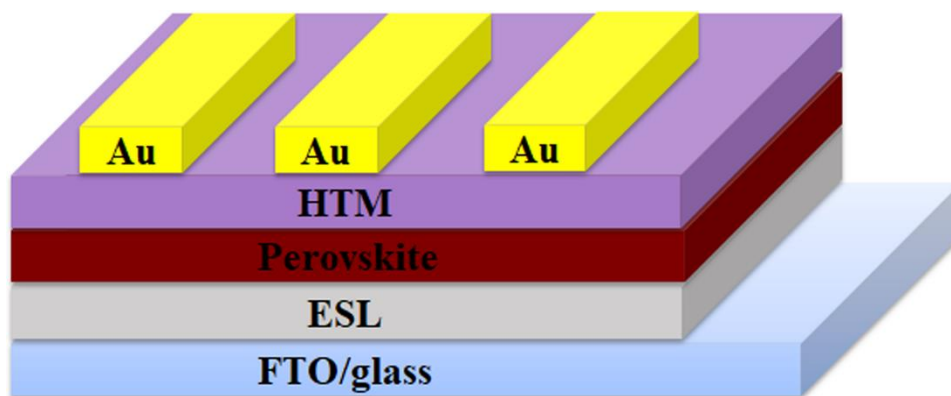 Au Au Au
HTM
Perovskite
ESL
FTO/glass